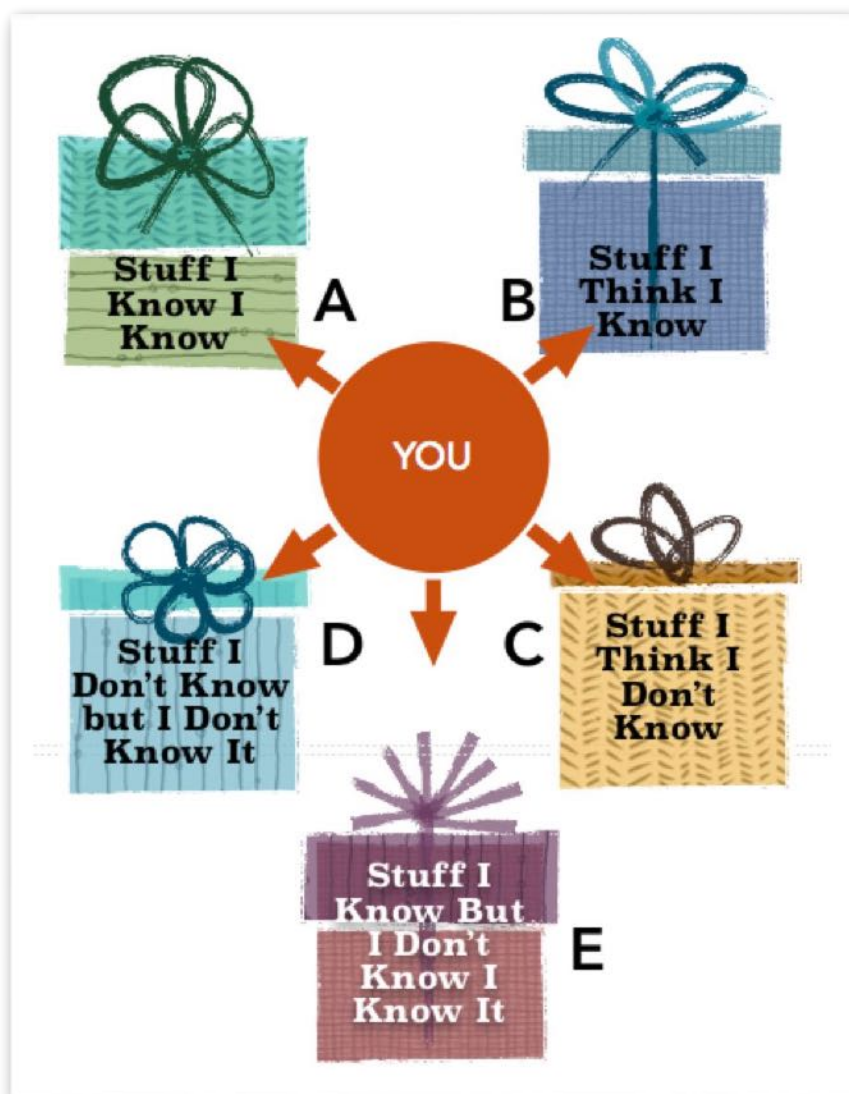 Stuff I
Know I
Know
A
B
Stuff I
Think I
Know
YOU
D
Stuff I
Don't Know
but I Don't
Know It
C
Stuff I
Think I
Don't
Know
Stuff I
Know But
I Don't
Know I
Know It
E